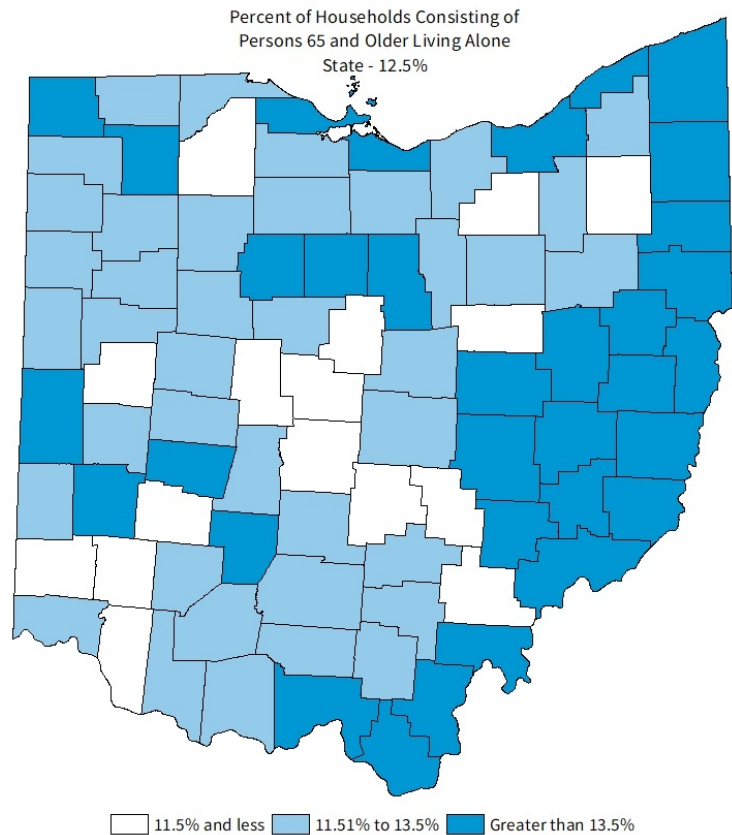 Percent of Households Consisting of
Persons 65 and Older Living Alone
State - 12.5%
11.5% and less
11.51% to 13.5%
Greater than 13.5%